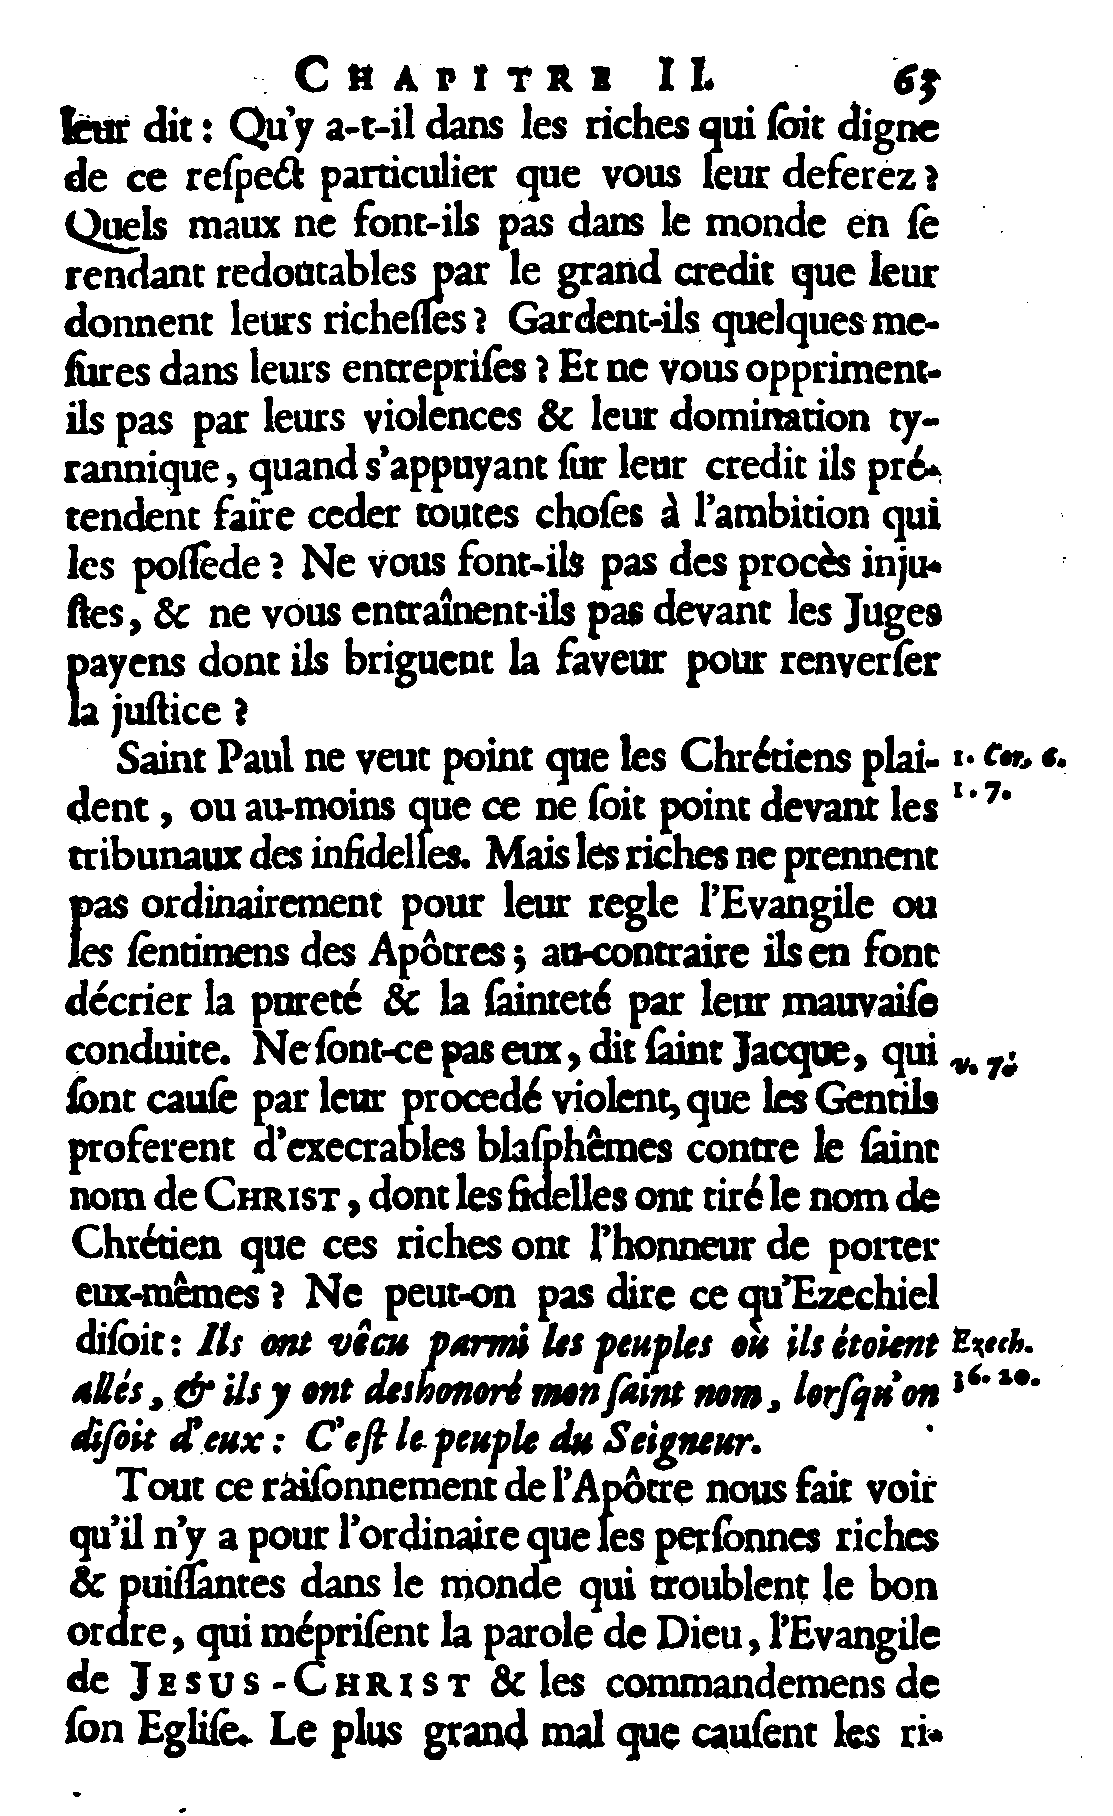 CHAPITRE II. 63
leur dit : Qu'y a-t-il dans les riches qui ſoit digne
de ce reſpect particulier que vous leur deferez ?
Quels maux ne font-ils pas dans le monde en ſe
rendant redoutables par le grand credit que leur
donnent leurs richeſſes ? Gardent-ils quelques me-
ſures dans leurs entrepriſes ? Et ne vous oppriment-
ils pas par leurs violences & leur domination ty-
rannique, quand s'appuyant ſur leur credit ils pré-
tendent faire ceder toutes choſes à l'ambition qui
les poſſede ? Ne vous font-ils pas des procès inju-
ſtes, & ne vous entraînent-ils pas devant les Juges
payens dont ils briguent la faveur pour renverſer
la juſtice ?
Saint Paul ne veut point que les Chrétiens plai- 1. Cor. 6.
dent, ou au-moins que ce ne ſoit point devant les 1. 7.
tribunaux des infidelles. Mais les riches ne prennent
pas ordinairement pour leur regle l'Evangile ou
les ſentimens des Apôtres ; au-contraire ils en font
décrier la pureté & la ſainteté par leur mauvaiſe
conduite. Ne ſont-ce pas eux, dit ſaint Jacque, qui v. 7.
ſont cauſe par leur procedé violent, que les Gentils
proferent d'execrables blaſphêmes contre le ſaint
nom de CHRIST, dont les fidelles ont tiré le nom de
Chrétien que ces riches ont l'honneur de porter
eux-mêmes ? Ne peut-on pas dire ce qu'Ezechiel
diſoit : Ils ont vêcu parmi les peuples où ils étoient Ezech.
allés, & ils y ont deshonoré mon ſaint nom, lorſqu'on 36. 20.
diſoit d'eux : C'eſt le peuple du Seigneur.
Tout ce raiſonnement de l'Apôtre nous fait voir
qu'il n'y a pour l'ordinaire que les perſonnes riches
& puiſſantes dans le monde qui troublent le bon
ordre, qui mépriſent la parole de Dieu, l'Evangile
de JESUS-CHRIST & les commandemens de
ſon Egliſe. Le plus grand mal que cauſent les ri-